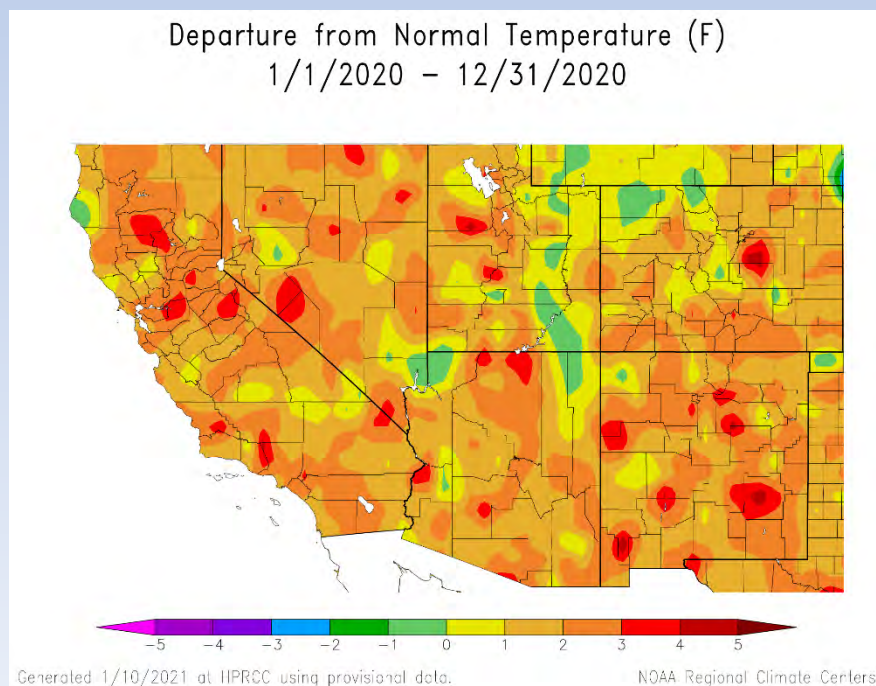 Departure from Normal Temperature (F)
1/1/2020 – 12/31/2020
-5 -4 -3 -2 -1 0 1 2 3 4 5
Generated 1/10/2021 at HPRCC using provisional data.
NOAA Regional Climate Centers